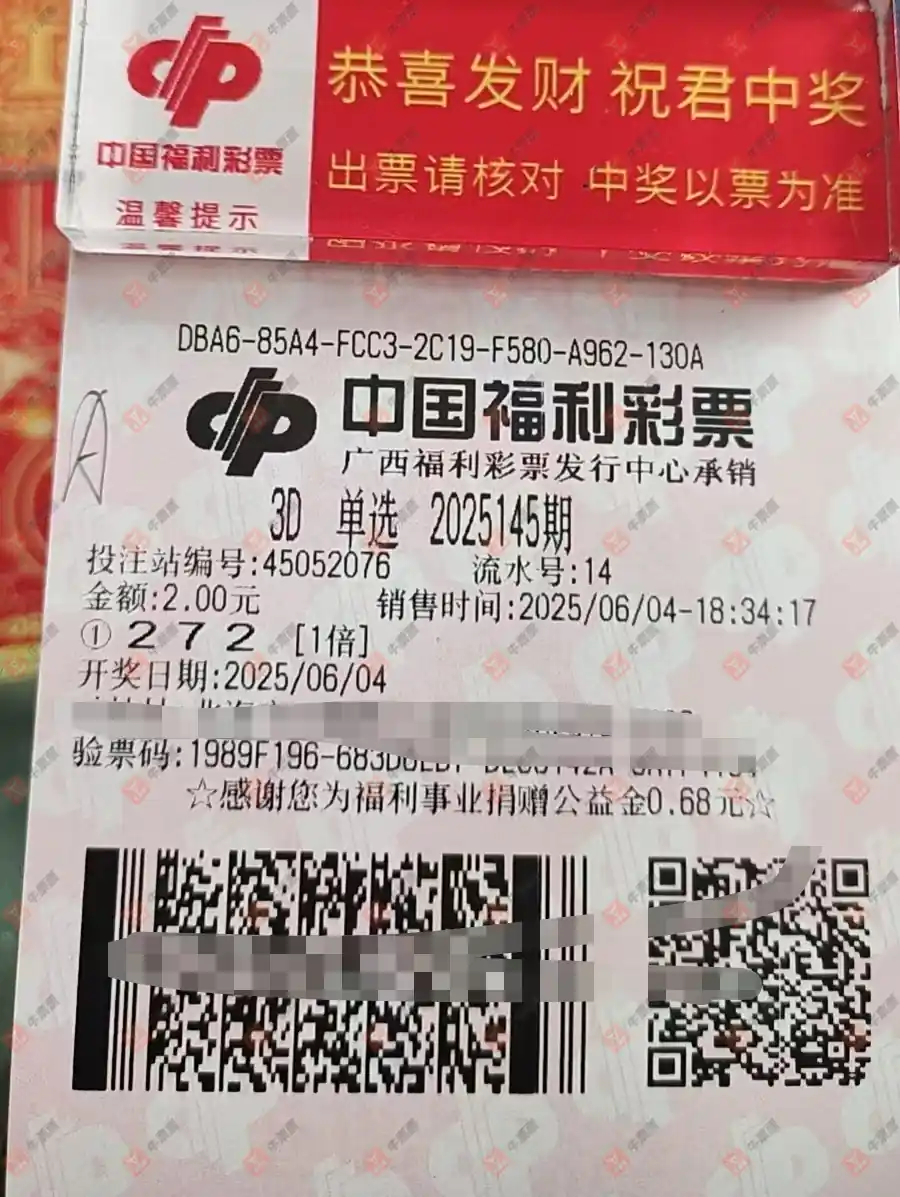 中国福利彩票
温馨提示
恭喜发财 祝君中奖
出票请核对 中奖以票为准
DBA6-85A4-FCC3-2C19-F580-A962-130A
中国福利彩票
广西福利彩票发行中心承销
A
3D 单选 2025145期
投注站编号:45052076 流水号:14
金额:2.00元 销售时间:2025/06/04-18:34:17
① 2 7 2 [1倍]
开奖日期:2025/06/04
验票码:1989F196-683D
☆感谢您为福利事业捐赠公益金0.68元☆